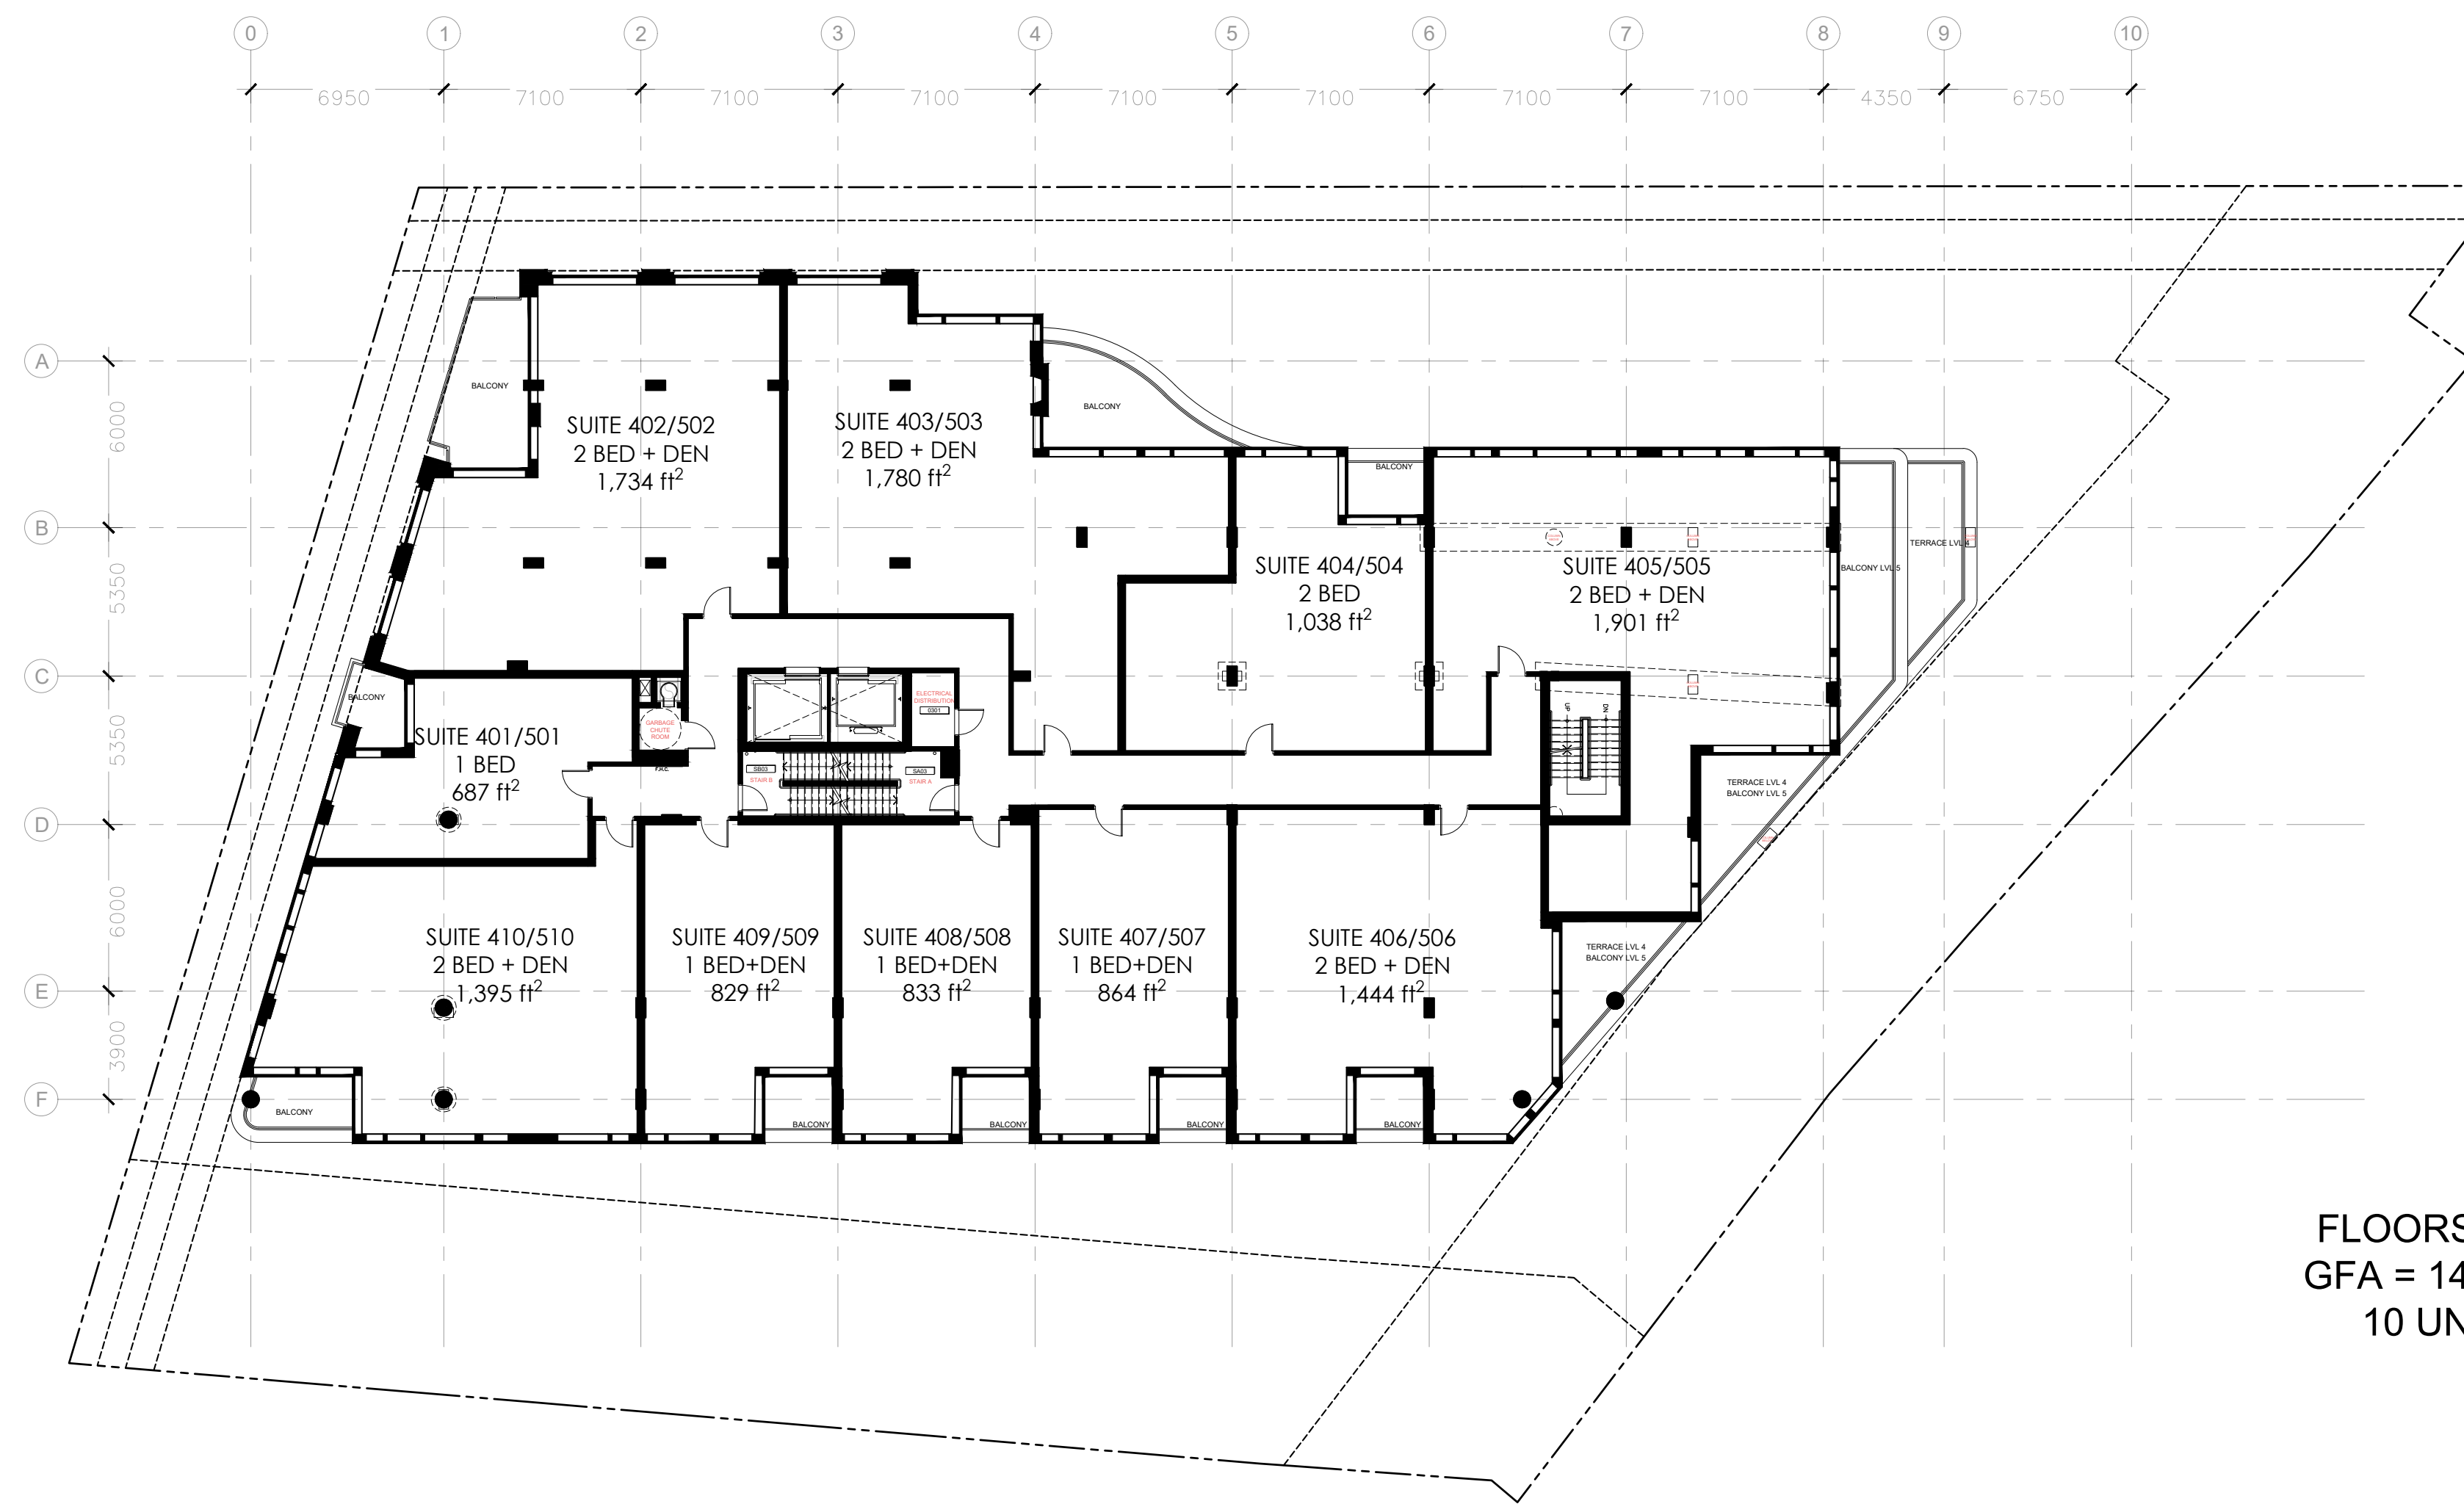 0 1 2 3 4 5 6 7 8 9 10
6950 7100 7100 7100 7100 7100 7100 7100 4350 6750
A
6000
B
5350
C
5350
D
6000
E
3900
F
BALCONY
SUITE 402/502
2 BED + DEN
1,734 ft²
SUITE 403/503
2 BED + DEN
1,780 ft²
BALCONY
BALCONY
SUITE 404/504
2 BED
1,038 ft²
SUITE 405/505
2 BED + DEN
1,901 ft²
BALCONY LVL 5
TERRACE LVL 4
BALCONY
SUITE 401/501
1 BED
687 ft²
GARBAGE
CHUTE
ROOM
F.H.C.
ELECTRICAL
DISTRIBUTION
0301
SB03
STAIR B
SA03
STAIR A
UP
DN
TERRACE LVL 4
BALCONY LVL 5
SUITE 410/510
2 BED + DEN
1,395 ft²
SUITE 409/509
1 BED+DEN
829 ft²
SUITE 408/508
1 BED+DEN
833 ft²
SUITE 407/507
1 BED+DEN
864 ft²
SUITE 406/506
2 BED + DEN
1,444 ft²
TERRACE LVL 4
BALCONY LVL 5
BALCONY
BALCONY
BALCONY
BALCONY
BALCONY
FLOORS
GFA = 14
10 UN